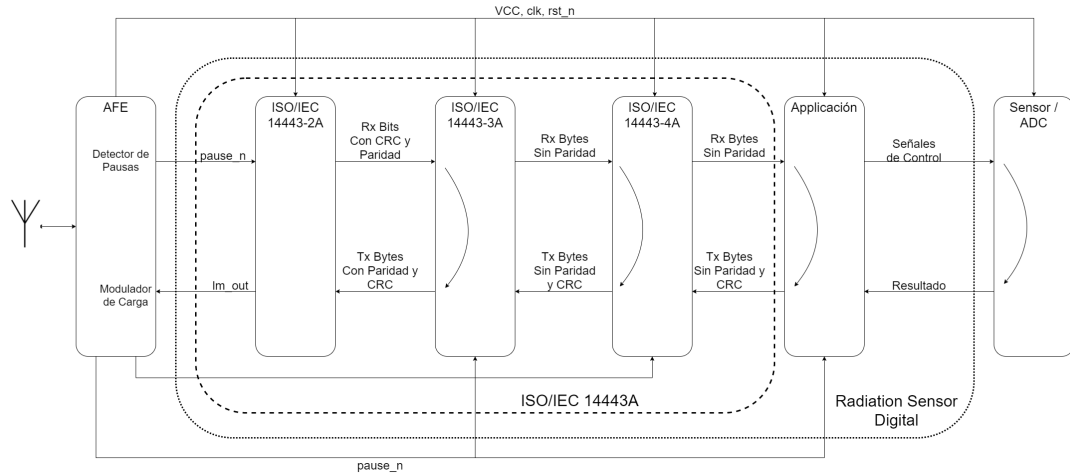 VCC, clk, rst_n
AFE
Detector de
Pausas
Modulador
de Carga
pause_n
lm_out
ISO/IEC
14443-2A
Rx Bits
Con CRC y
Paridad
Tx Bytes
Con Paridad y
CRC
ISO/IEC
14443-3A
Rx Bytes
Sin Paridad
Tx Bytes
Sin Paridad
y CRC
ISO/IEC
14443-4A
Rx Bytes
Sin Paridad
Tx Bytes
Sin Paridad y
CRC
Applicación
Señales
de Control
Resultado
Sensor /
ADC
ISO/IEC 14443A
Radiation Sensor
Digital
pause_n